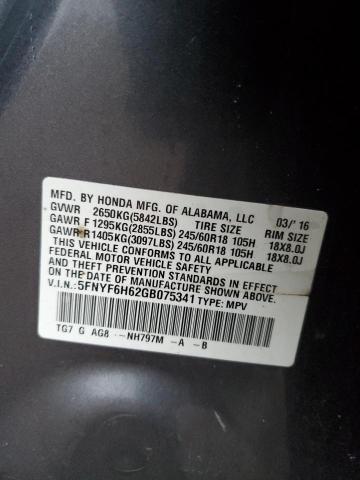 MFD. BY HONDA MFG. OF ALABAMA, LLC 03/'16
GVWR 2650KG(5842LBS) TIRE SIZE RIM SIZE
GAWR F 1295KG(2855LBS) 245/60R18 105H 18X8.0J
GAWR R 1405KG(3097LBS) 245/60R18 105H 18X8.0J
THIS VEHICLE CONFORMS TO ALL APPLICABLE
FEDERAL MOTOR VEHICLE SAFETY AND
THEFT PREVENTION STANDARDS IN EFFECT ON THE
DATE OF MANUFACTURE SHOWN ABOVE.
V.I.N.: 5FNYF6H62GB075341 TYPE: MPV
TG7 G AG8 -NH797M -A -B